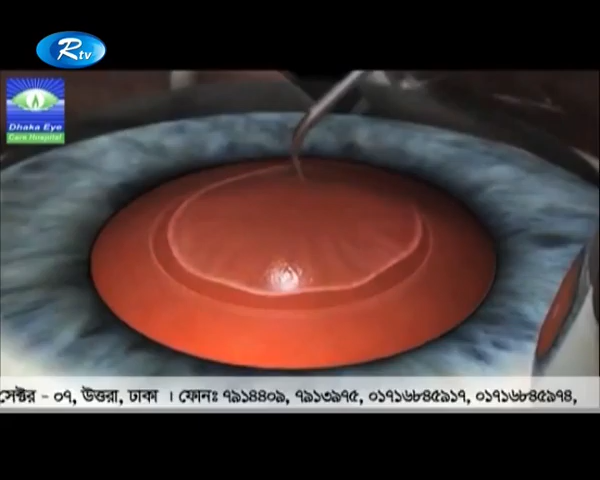 Rtv
Dhaka Eye
Care Hospital
সেক্টর - ০৭, উত্তরা, ঢাকা । ফোনঃ ৭৯১৪৪০৯, ৭৯১৩৯৭৫, ০১৭১৬৮৪৫৯১৭, ০১৭১৬৮৪৫৯৭৪,